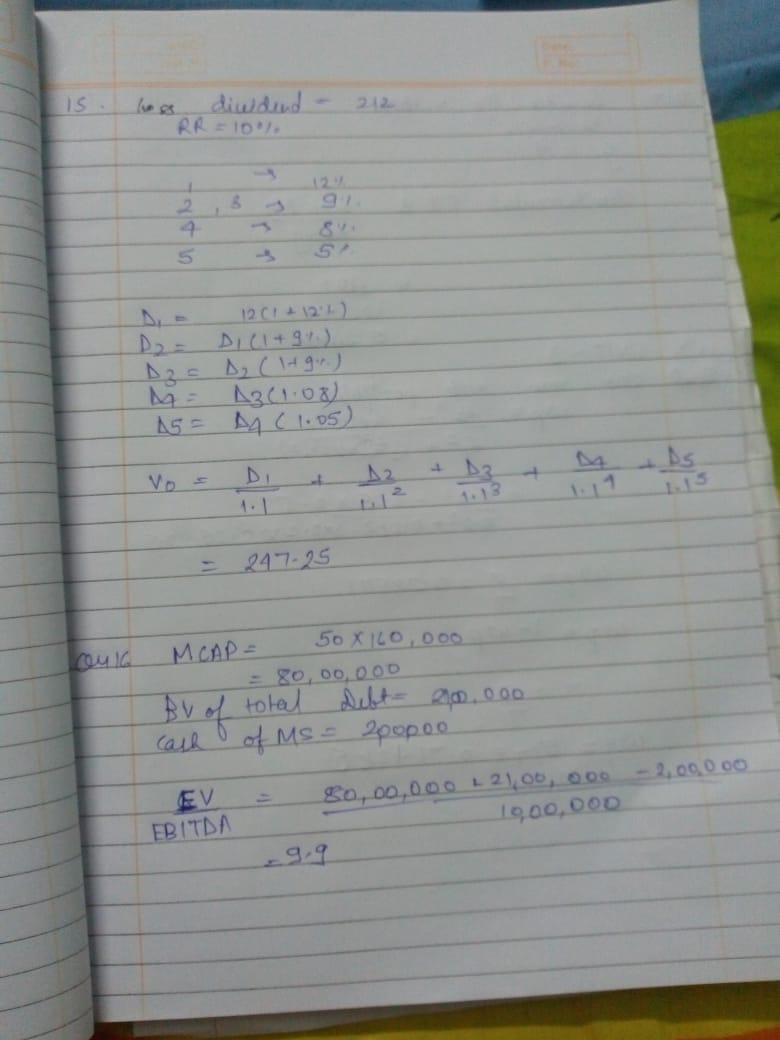 15. dividend = 212
RR = 10%
1 → 12%
2, 3 → 9%
4 → 8%
5 → 5%
D1 = 12(1+12%)
D2 = D1(1+9%)
D3 = D2(1+9%)
D4 = D3(1.08)
D5 = D4(1.05)
V0 = D1/1.1 + D2/1.1² + D3/1.1³ + D4/1.1⁴ + D5/1.1⁵
= 247.25
16 MCAP = 50 × 160,000
= 80,00,000
BV of total Debt = 000
Cash of MS = 200000
EV/EBITDA = 80,00,000 + 21,00,000 - 2,00,000 / 10,00,000
= 9.9